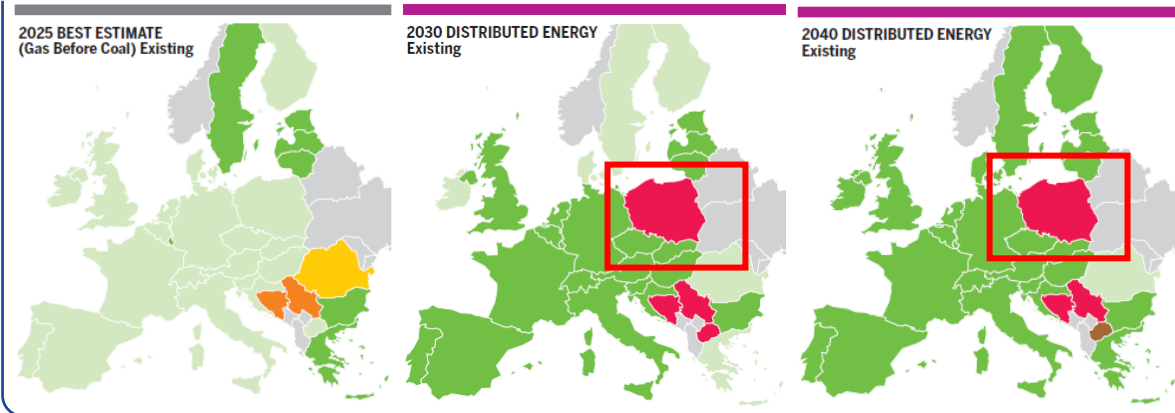 2025 BEST ESTIMATE
(Gas Before Coal) Existing
2030 DISTRIBUTED ENERGY
Existing
2040 DISTRIBUTED ENERGY
Existing